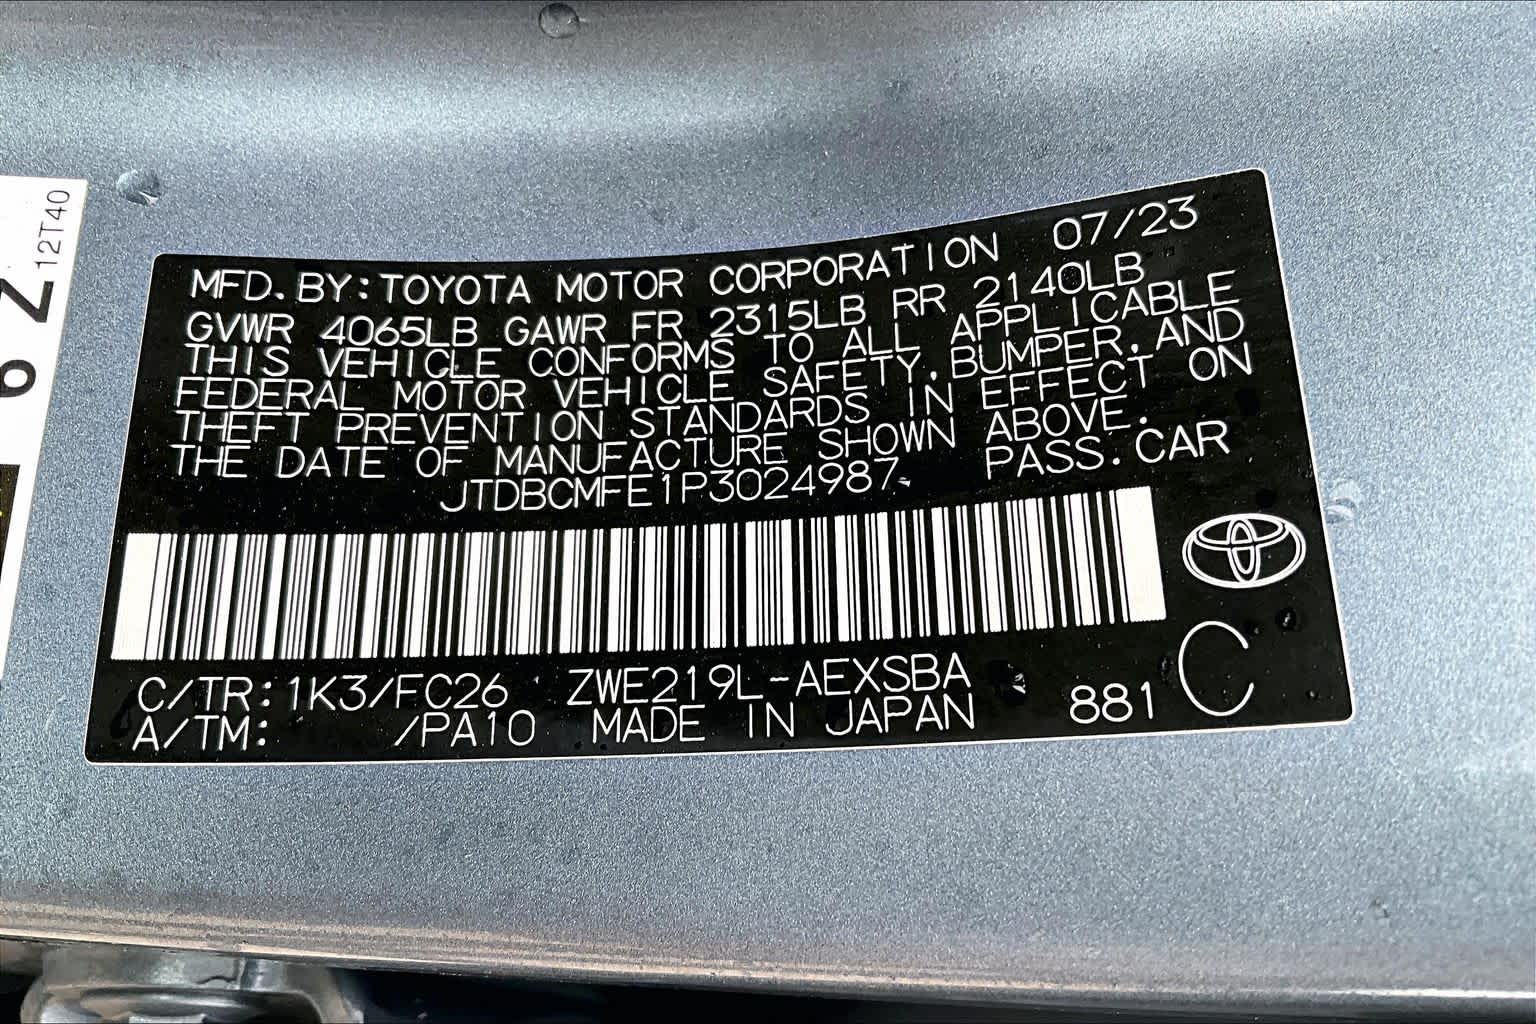 12T40
Z
6
MFD. BY: TOYOTA MOTOR CORPORATION 07/23
GVWR 4065LB GAWR FR 2315LB RR 2140LB
THIS VEHICLE CONFORMS TO ALL APPLICABLE
FEDERAL MOTOR VEHICLE SAFETY, BUMPER, AND
THEFT PREVENTION STANDARDS IN EFFECT ON
THE DATE OF MANUFACTURE SHOWN ABOVE.
JTDBCMFE1P3024987 PASS. CAR
C/TR: 1K3/FC26 ZWE219L-AEXSBA
A/TM: /PA10 MADE IN JAPAN 881 C